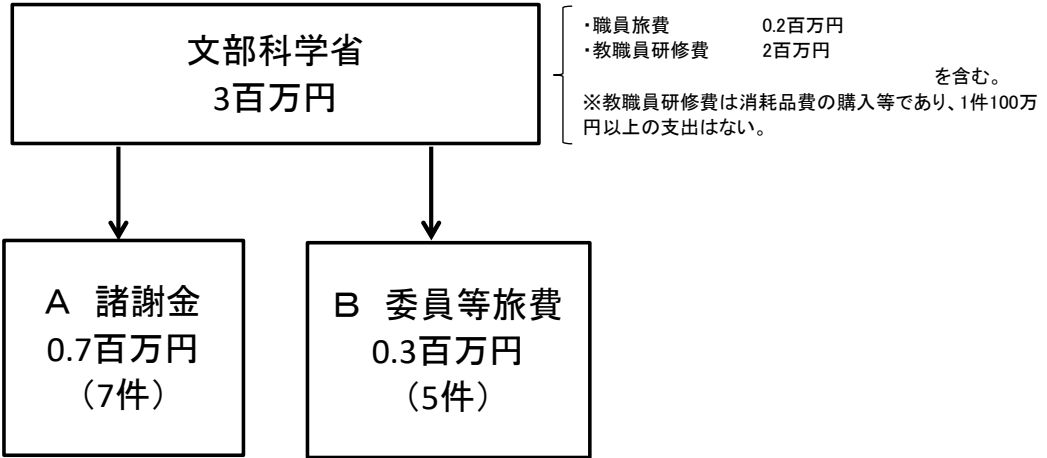 文部科学省
3百万円
・職員旅費　0.2百万円
・教職員研修費　2百万円
を含む。
※教職員研修費は消耗品費の購入等であり、1件100万
円以上の支出はない。
A　諸謝金
0.7百万円
（7件）
B　委員等旅費
0.3百万円
（5件）